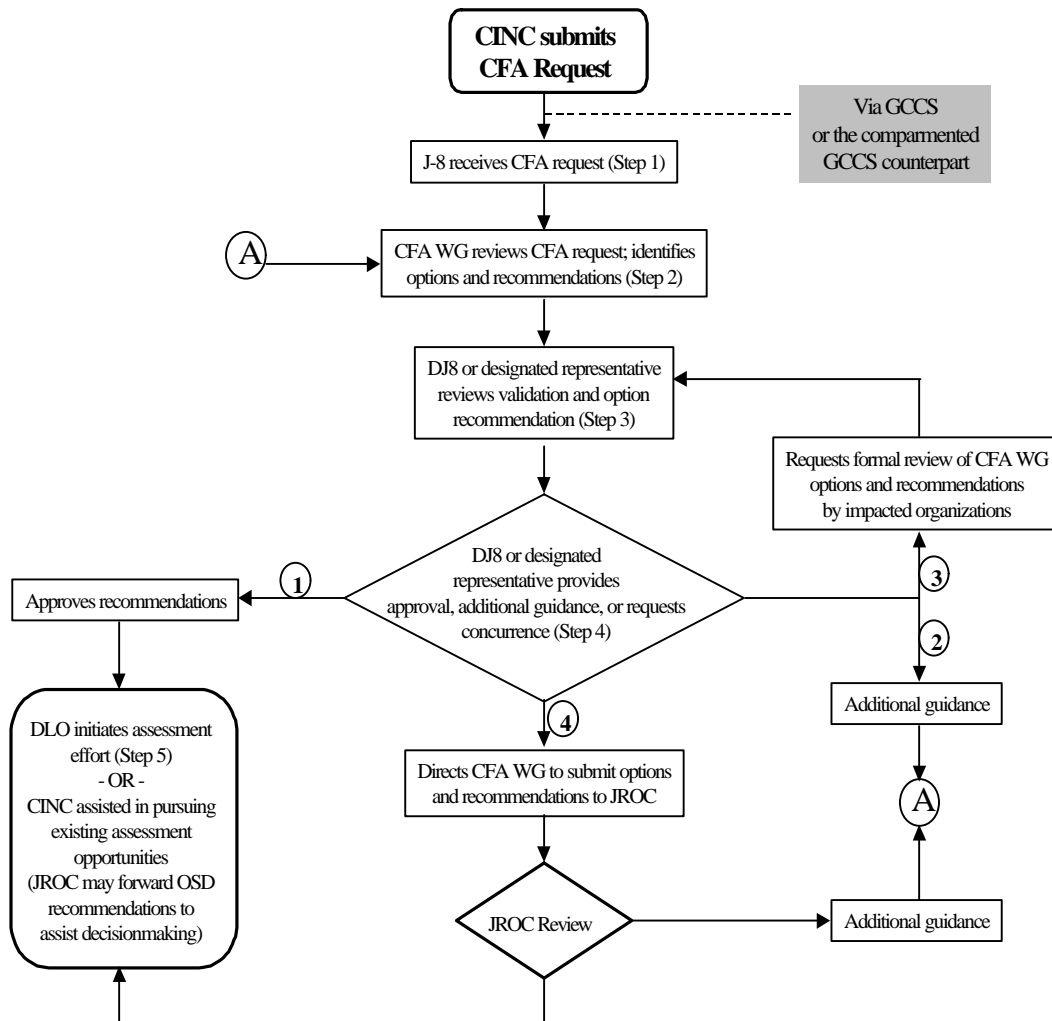 CINC submits
CFA Request
Via GCCS
or the comparmented
GCCS counterpart
J-8 receives CFA request (Step 1)
A
CFA WG reviews CFA request; identifies
options and recommendations (Step 2)
DJ8 or designated representative
reviews validation and option
recommendation (Step 3)
Requests formal review of CFA WG
options and recommendations
by impacted organizations
DJ8 or designated
representative provides
approval, additional guidance, or requests
concurrence (Step 4)
1
3
Approves recommendations
2
Additional guidance
4
DLO initiates assessment
effort (Step 5)
- OR -
CINC assisted in pursuing
existing assessment
opportunities
(JROC may forward OSD
recommendations to
assist decisionmaking)
Directs CFA WG to submit options
and recommendations to JROC
A
JROC Review
Additional guidance